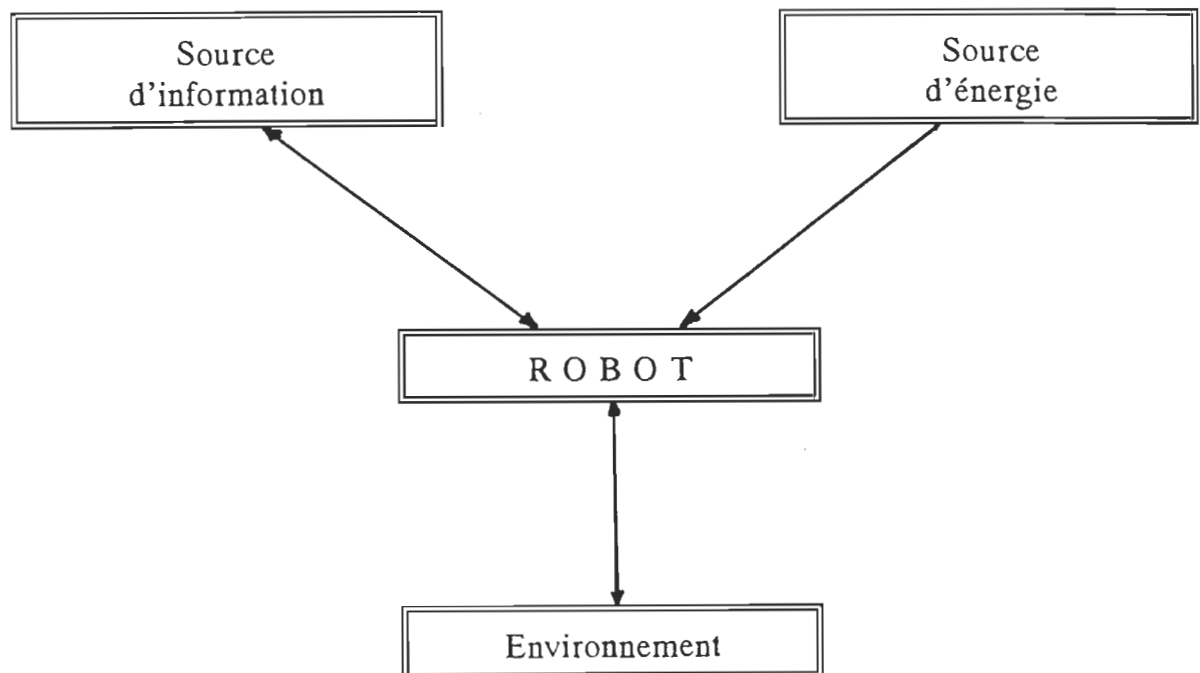 Source
d'information
Source
d'énergie
R O B O T
Environnement